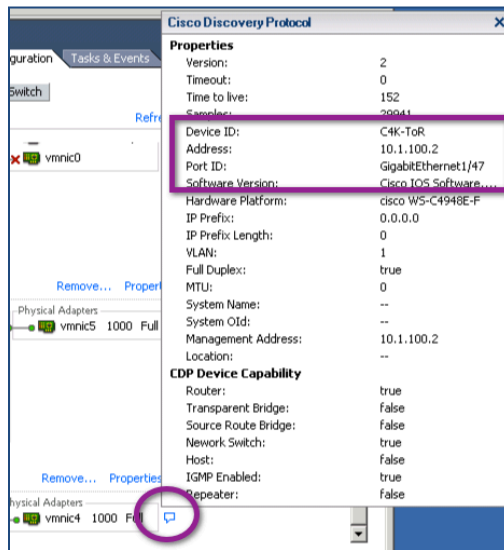 Cisco Discovery Protocol
Properties
Version: 2
Timeout: 0
Time to live: 152
Samples: 29941
Device ID: C4K-ToR
Address: 10.1.100.2
Port ID: GigabitEthernet1/47
Software Version: Cisco IOS Software....
Hardware Platform: cisco WS-C4948E-F
IP Prefix: 0.0.0.0
IP Prefix Length: 0
VLAN: 1
Full Duplex: true
MTU: 0
System Name: --
System OId: --
Management Address: 10.1.100.2
Location: --
CDP Device Capability
Router: true
Transparent Bridge: false
Source Route Bridge: false
Nework Switch: true
Host: false
IGMP Enabled: true
Repeater: false
guration Tasks & Events
Switch
Refre
vmnic0
Remove... Propert
Physical Adapters
vmnic5 1000 Full
Remove... Properties
hysical Adapters
vmnic4 1000 Full